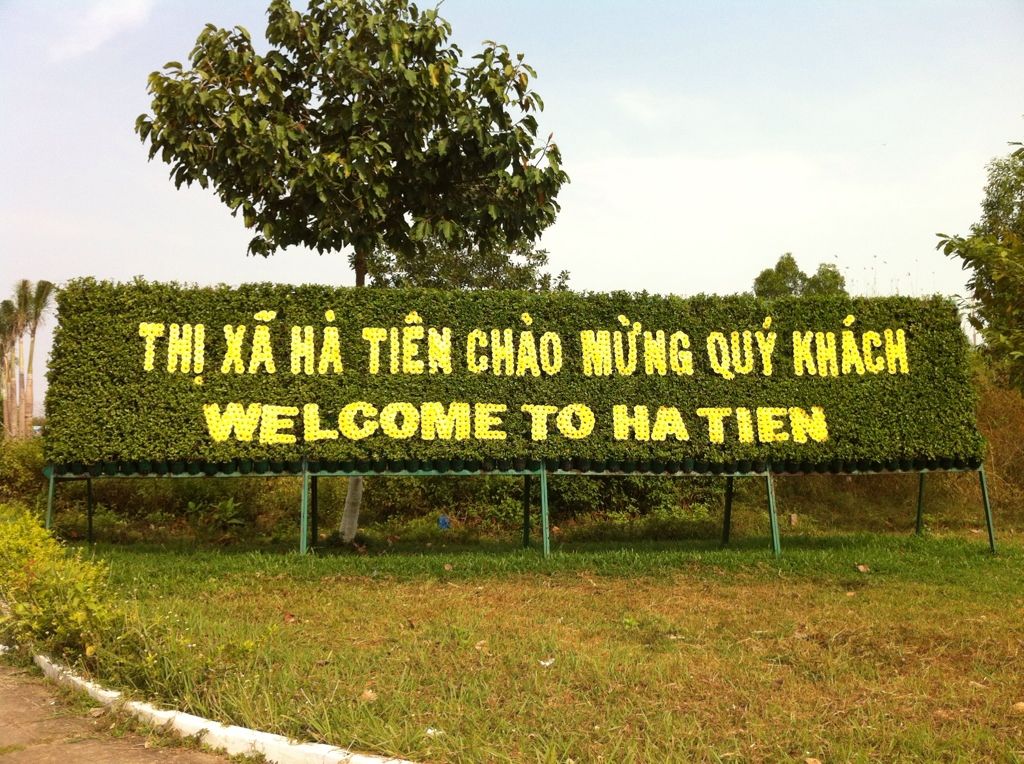 THỊ XÃ HÀ TIÊN CHÀO MỪNG QUÝ KHÁCH
WELCOME TO HA TIEN